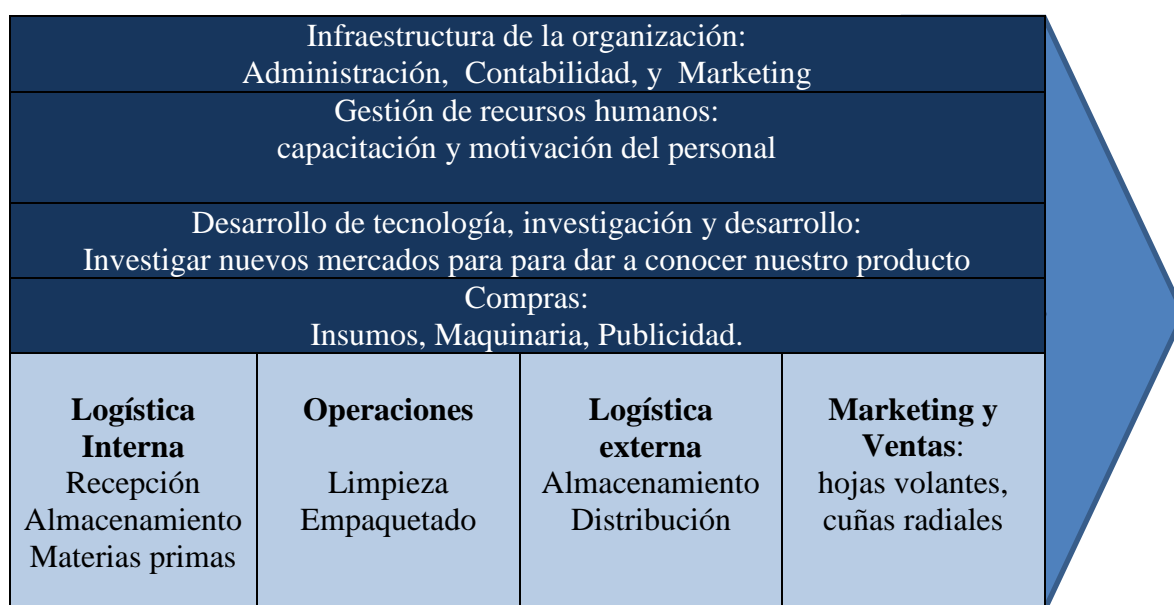 Infraestructura de la organización:
Administración, Contabilidad, y Marketing
Gestión de recursos humanos:
capacitación y motivación del personal
Desarrollo de tecnología, investigación y desarrollo:
Investigar nuevos mercados para para dar a conocer nuestro producto
Compras:
Insumos, Maquinaria, Publicidad.
Logística
Interna
Recepción
Almacenamiento
Materias primas
Operaciones
Limpieza
Empaquetado
Logística
externa
Almacenamiento
Distribución
Marketing y
Ventas:
hojas volantes,
cuñas radiales